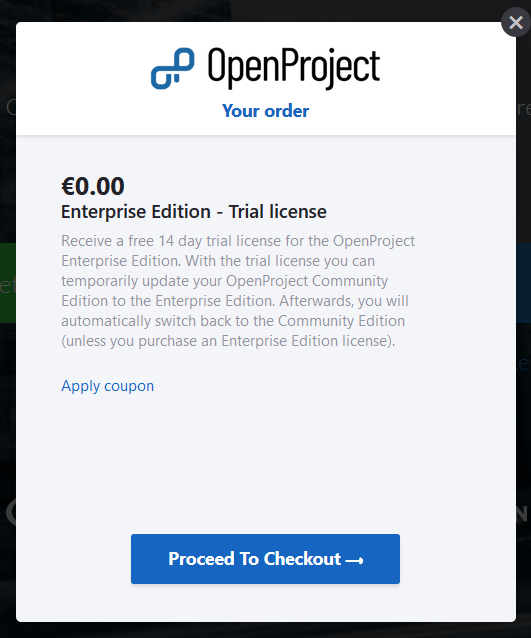 OpenProject
Your order
€0.00
Enterprise Edition - Trial license
Receive a free 14 day trial license for the OpenProject
Enterprise Edition. With the trial license you can
temporarily update your OpenProject Community
Edition to the Enterprise Edition. Afterwards, you will
automatically switch back to the Community Edition
(unless you purchase an Enterprise Edition license).
Apply coupon
Proceed To Checkout →